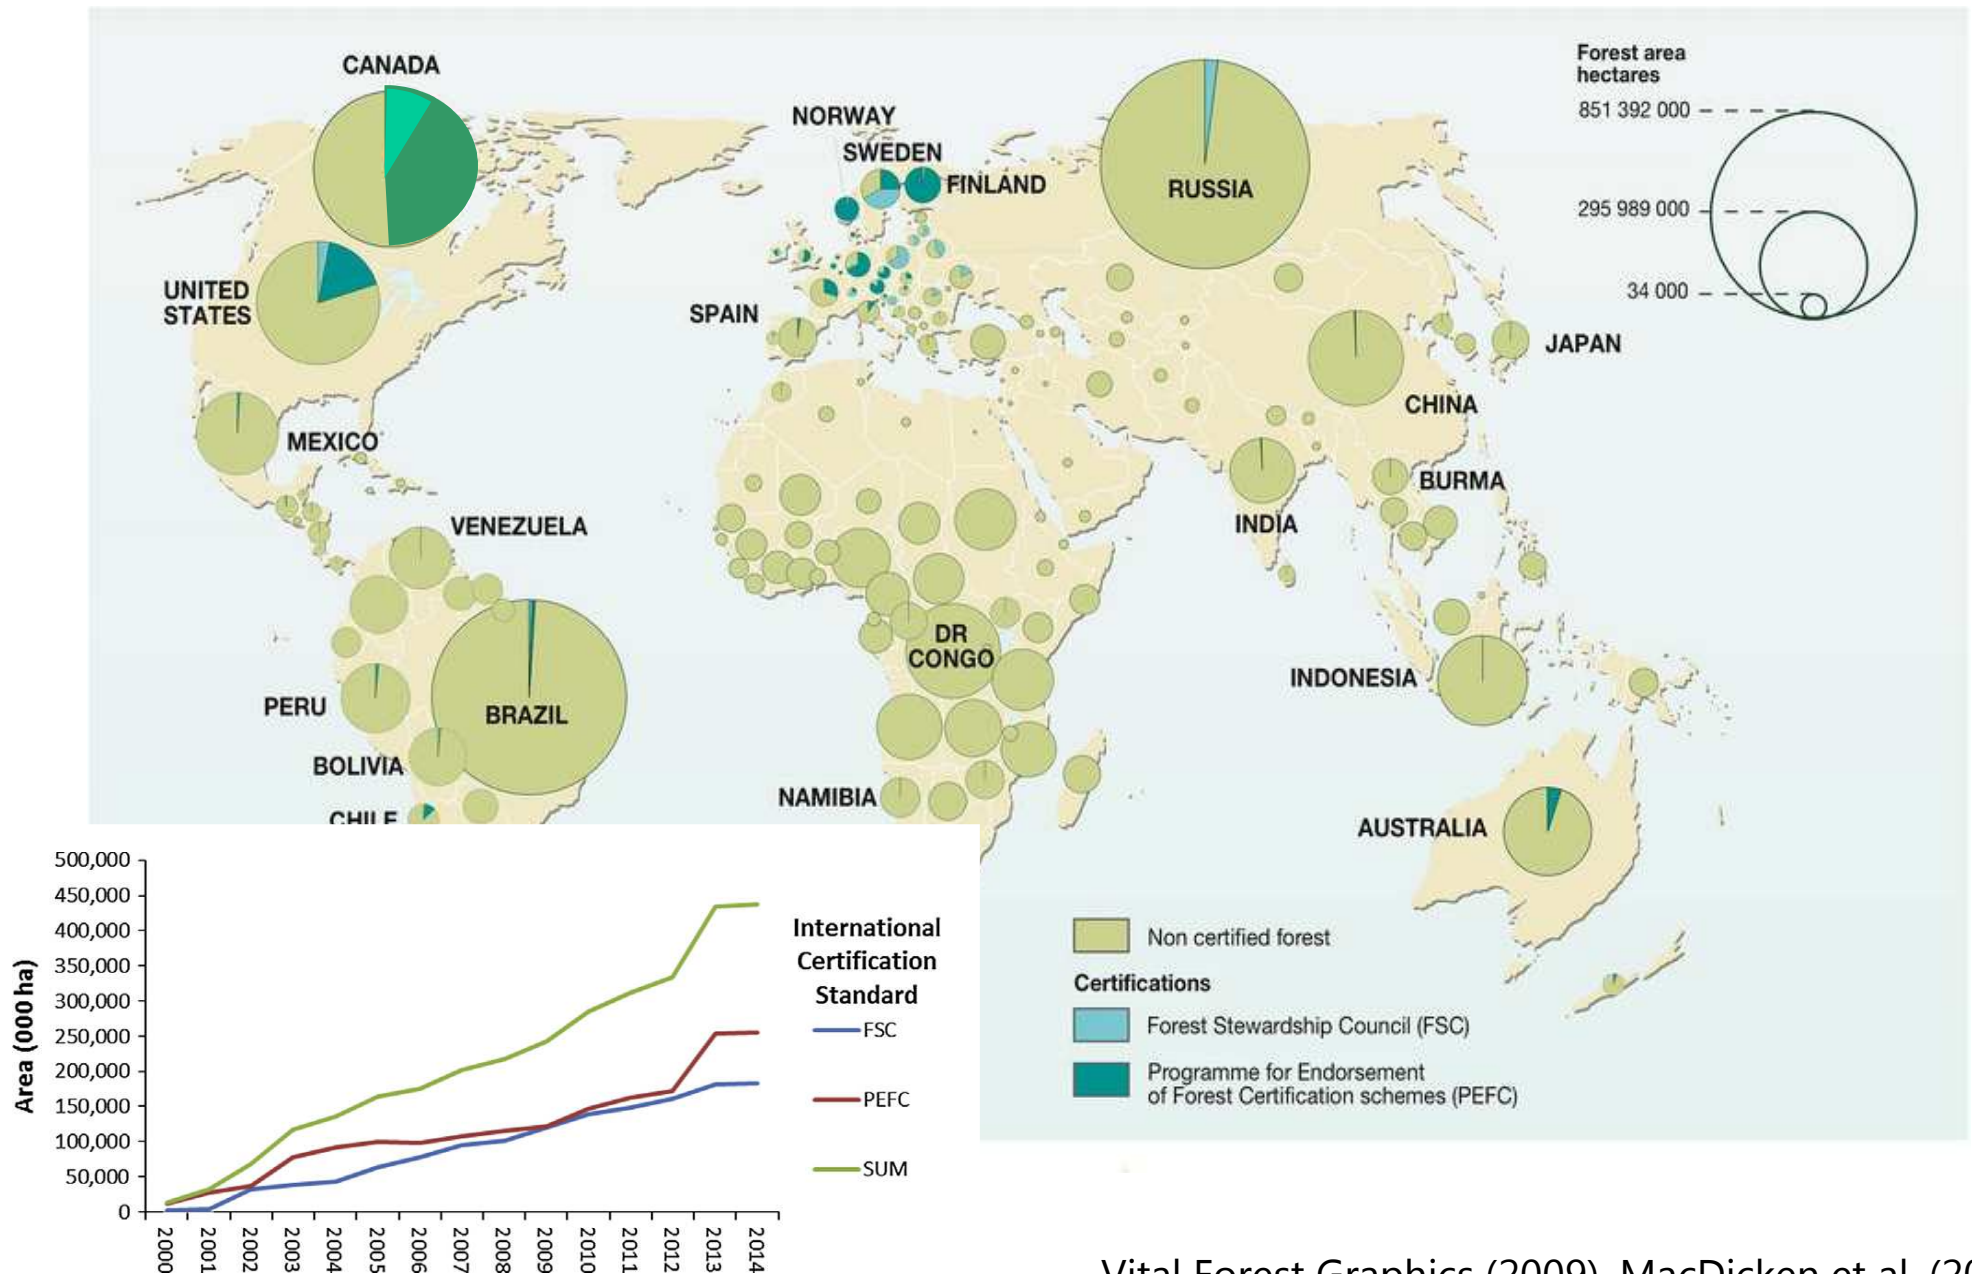 CANADA
NORWAY
SWEDEN
FINLAND
RUSSIA
Forest area
hectares
851 392 000
295 989 000
34 000
UNITED
STATES
SPAIN
JAPAN
CHINA
MEXICO
BURMA
INDIA
VENEZUELA
DR
CONGO
INDONESIA
PERU
BRAZIL
BOLIVIA
NAMIBIA
CHILE
AUSTRALIA
Non certified forest
Certifications
Forest Stewardship Council (FSC)
Programme for Endorsement
of Forest Certification schemes (PEFC)
500,000
450,000
400,000
350,000
300,000
250,000
200,000
150,000
100,000
50,000
0
Area (000 ha)
2000
2001
2002
2003
2004
2005
2006
2007
2008
2009
2010
2011
2012
2013
2014
International
Certification
Standard
FSC
PEFC
SUM
Vital Forest Graphics (2009), MacDicken et al. (20